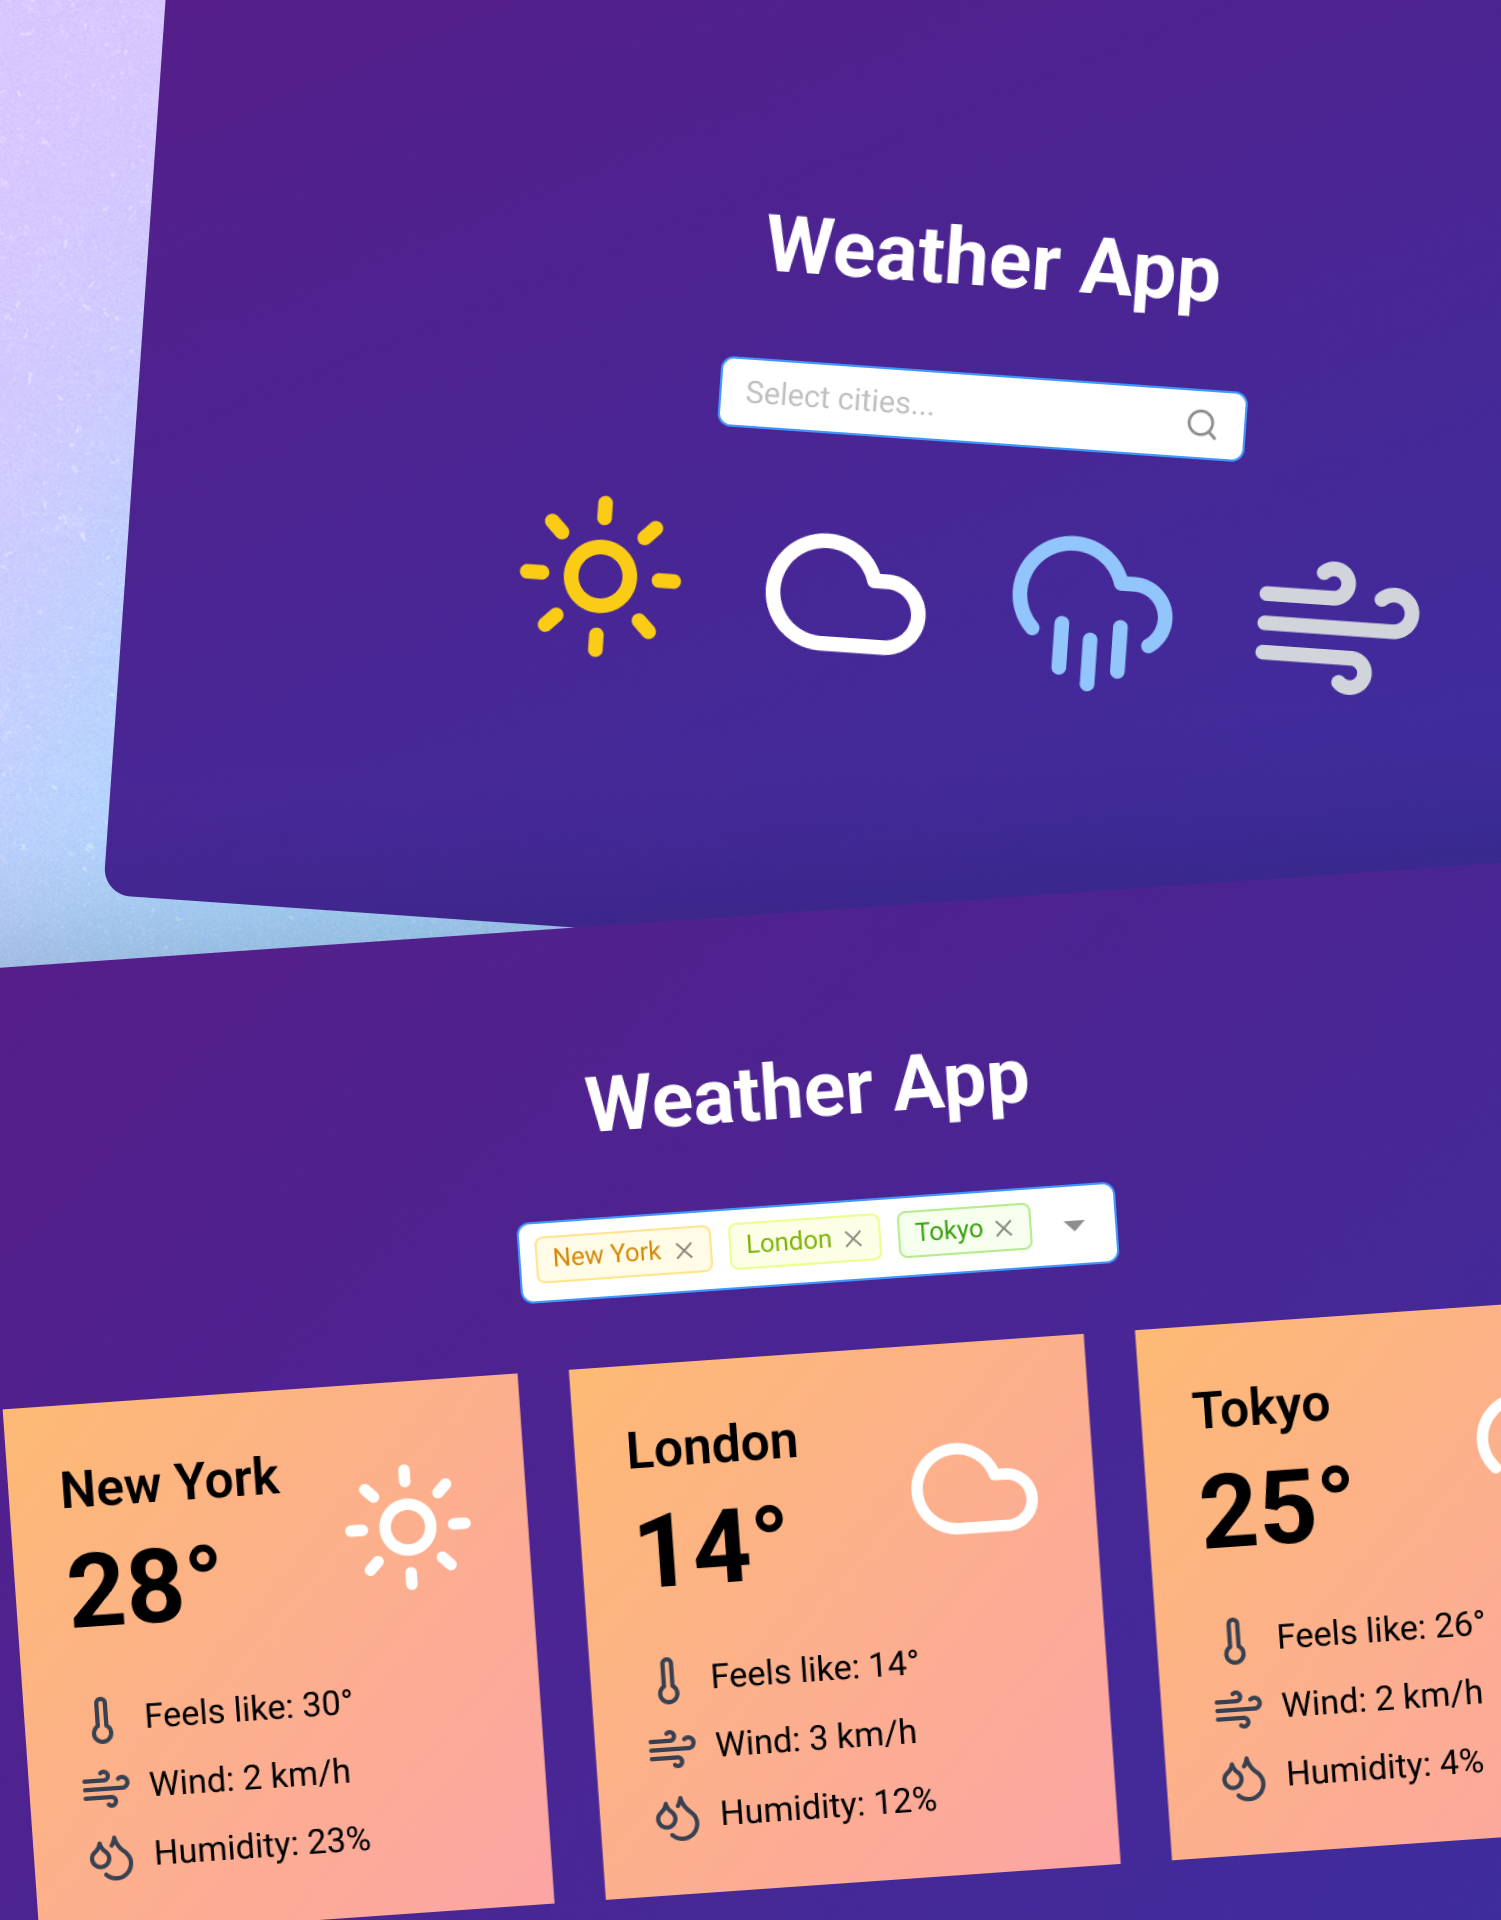 Weather App
Select cities...
Weather App
New York
London
Tokyo
New York
28°
Feels like: 30°
Wind: 2 km/h
Humidity: 23%
London
14°
Feels like: 14°
Wind: 3 km/h
Humidity: 12%
Tokyo
25°
Feels like: 26°
Wind: 2 km/h
Humidity: 4%